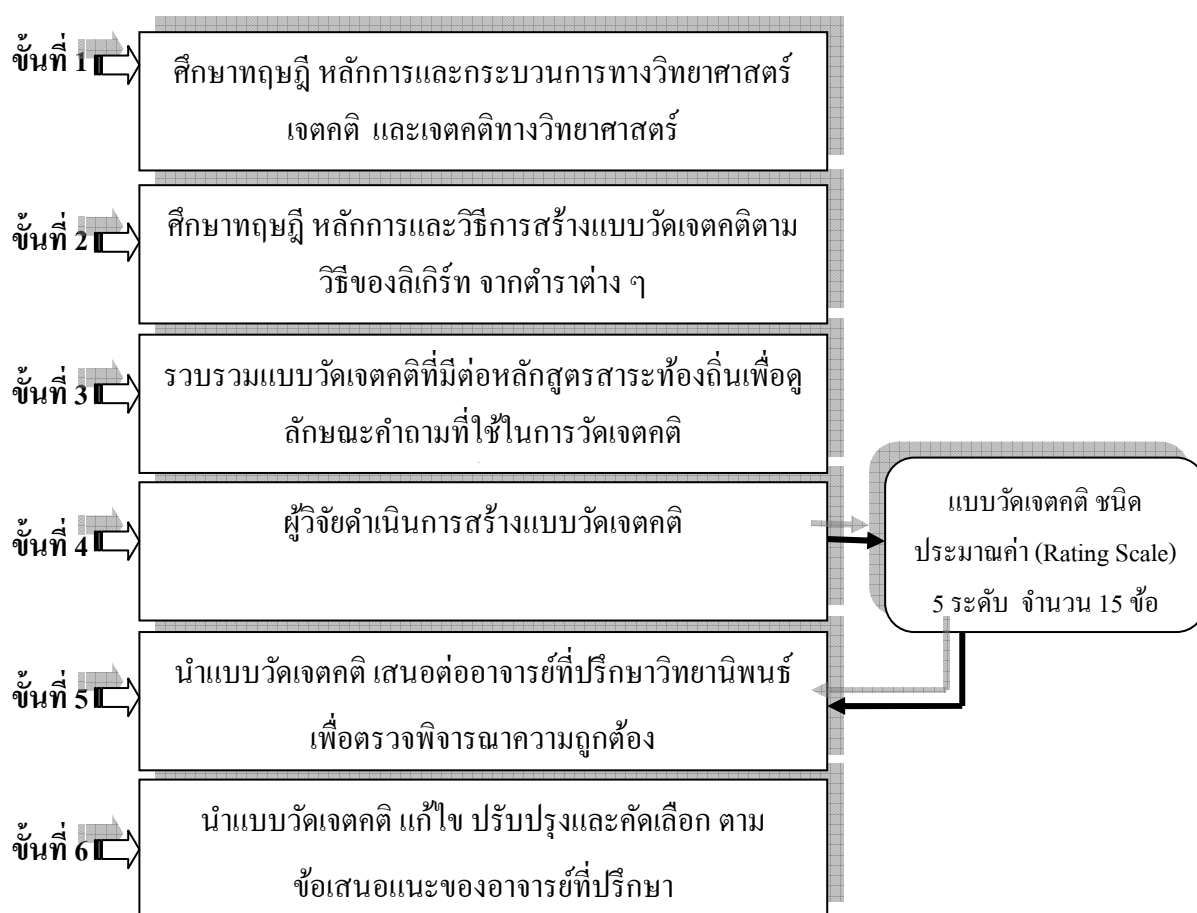 ขั้นที่ 1
ศึกษาทฤษฎี หลักการและกระบวนการทางวิทยาศาสตร์
เจตคติ และเจตคติทางวิทยาศาสตร์
ขั้นที่ 2
ศึกษาทฤษฎี หลักการและวิธีการสร้างแบบวัดเจตคติตาม
วิธีของลิเกิร์ท จากตำราต่าง ๆ
ขั้นที่ 3
รวบรวมแบบวัดเจตคติที่มีต่อหลักสูตรสาระท้องถิ่นเพื่อดู
ลักษณะคำถามที่ใช้ในการวัดเจตคติ
ขั้นที่ 4
ผู้วิจัยดำเนินการสร้างแบบวัดเจตคติ
แบบวัดเจตคติ ชนิด
ประมาณค่า (Rating Scale)
5 ระดับ จำนวน 15 ข้อ
ขั้นที่ 5
นำแบบวัดเจตคติ เสนอต่ออาจารย์ที่ปรึกษาวิทยานิพนธ์
เพื่อตรวจพิจารณาความถูกต้อง
ขั้นที่ 6
นำแบบวัดเจตคติ แก้ไข ปรับปรุงและคัดเลือก ตาม
ข้อเสนอแนะของอาจารย์ที่ปรึกษา